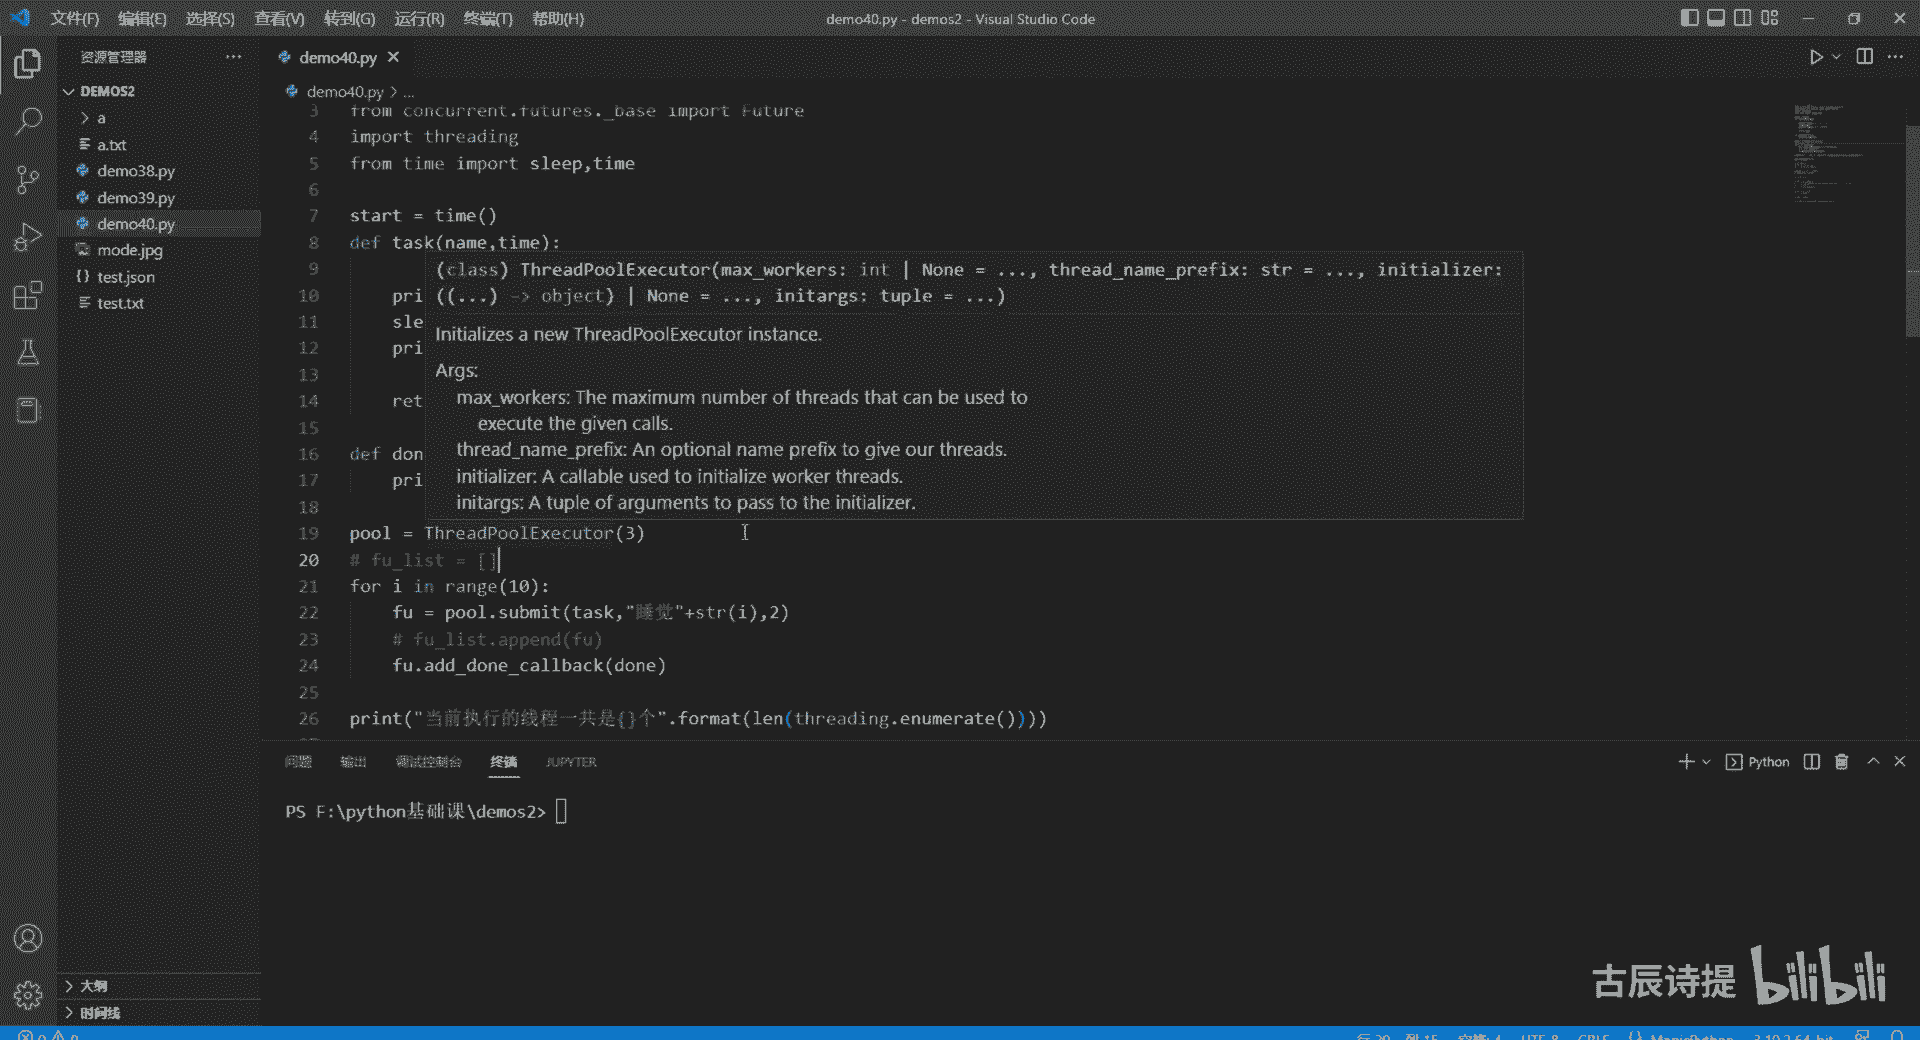 文件(F) 编辑(E) 选择(S) 查看(V) 转到(G) 运行(R) 终端(T) 帮助(H)
demo40.py - demos2 - Visual Studio Code
资源管理器
DEMOS2
a
a.txt
demo38.py
demo39.py
demo40.py
mode.jpg
test.json
test.txt
大纲
时间线
demo40.py
demo40.py > ...
3 from concurrent.futures._base import Future
4 import threading
5 from time import sleep,time
6
7 start = time()
8 def task(name,time):
9
10 pri
11 sle
12 pri
13
14 ret
15
16 def don
17 pri
18
19 pool = ThreadPoolExecutor(3)
20 # fu_list = []
21 for i in range(10):
22 fu = pool.submit(task,"睡觉"+str(i),2)
23 # fu_list.append(fu)
24 fu.add_done_callback(done)
25
26 print("当前执行的线程一共是{}个".format(len(threading.enumerate())))
(class) ThreadPoolExecutor(max_workers: int | None = ..., thread_name_prefix: str = ..., initializer:
((...) -> object) | None = ..., initargs: tuple = ...)
Initializes a new ThreadPoolExecutor instance.
Args:
max_workers: The maximum number of threads that can be used to
execute the given calls.
thread_name_prefix: An optional name prefix to give our threads.
initializer: A callable used to initialize worker threads.
initargs: A tuple of arguments to pass to the initializer.
问题 输出 调试控制台 终端 JUPYTER
Python
PS F:\python基础课\demos2>
古辰诗提 bilibili